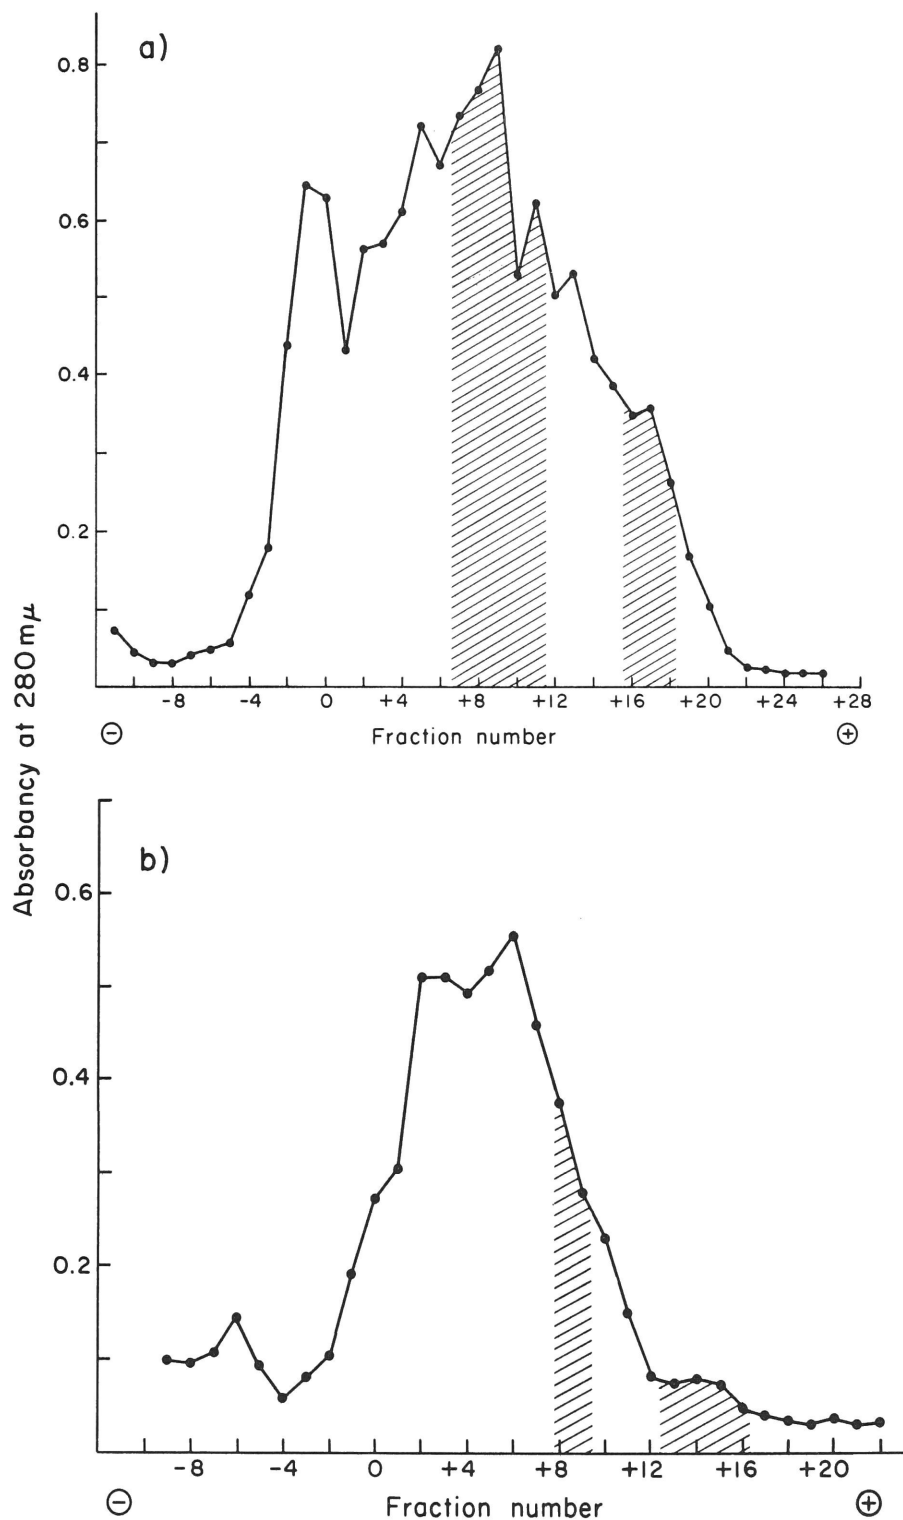 a)
0.8
0.6
0.4
0.2
-8 -4 0 +4 +8 +12 +16 +20 +24 +28
⊖ Fraction number ⊕
Absorbancy at 280mμ
b)
0.6
0.4
0.2
-8 -4 0 +4 +8 +12 +16 +20
⊖ Fraction number ⊕